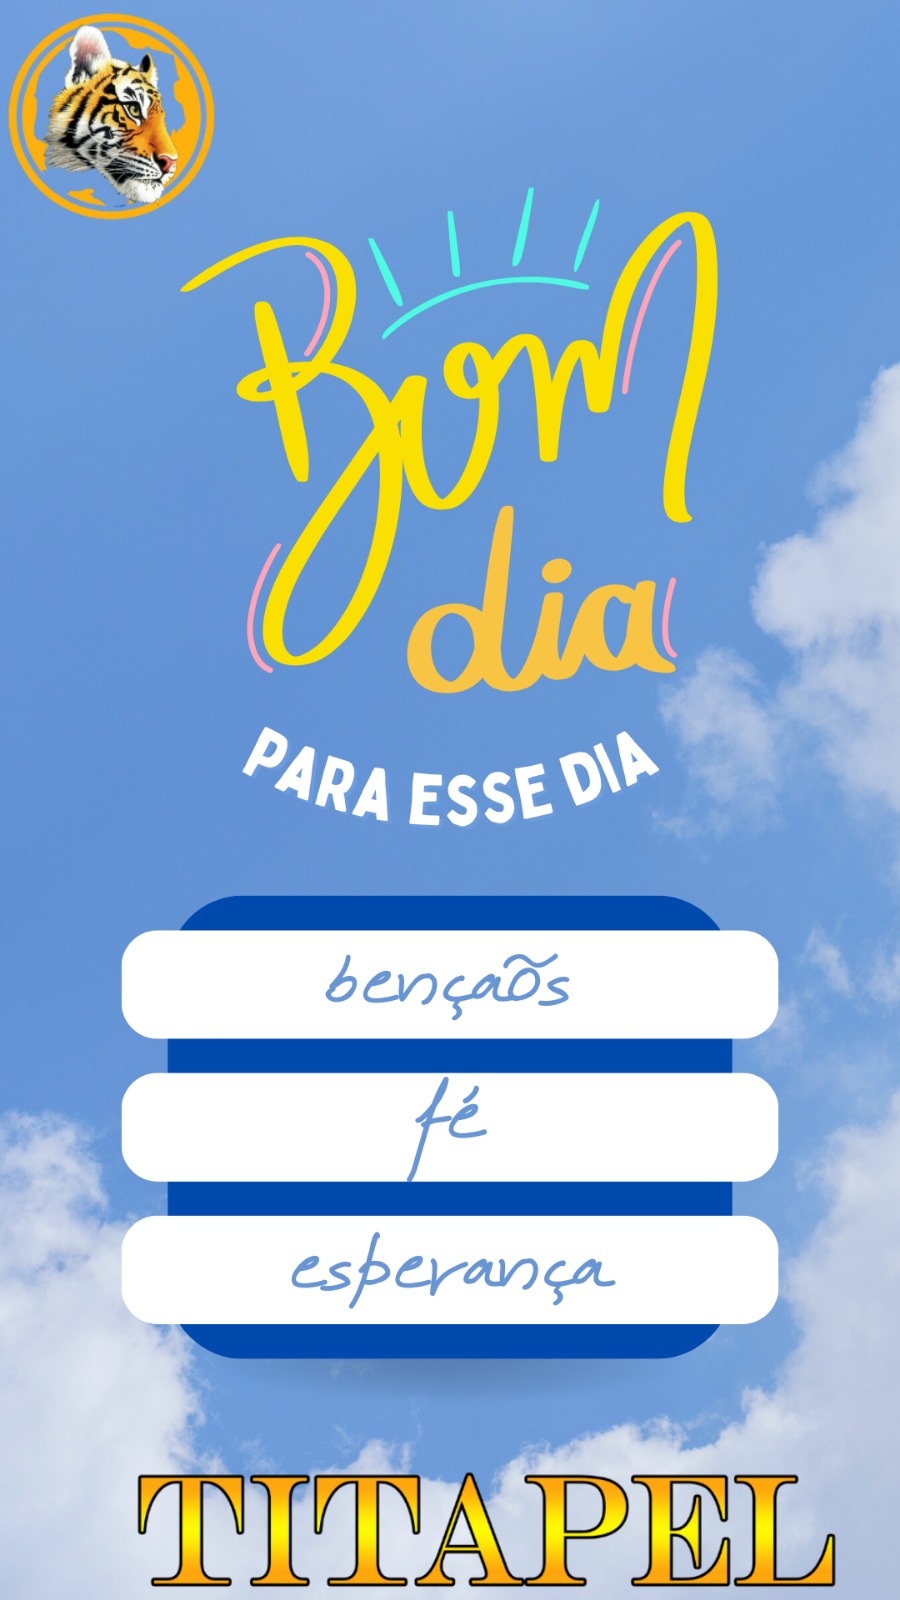 Bom
dia
PARA ESSE DIA
bençaõs
fé
esperança
TITAPEL